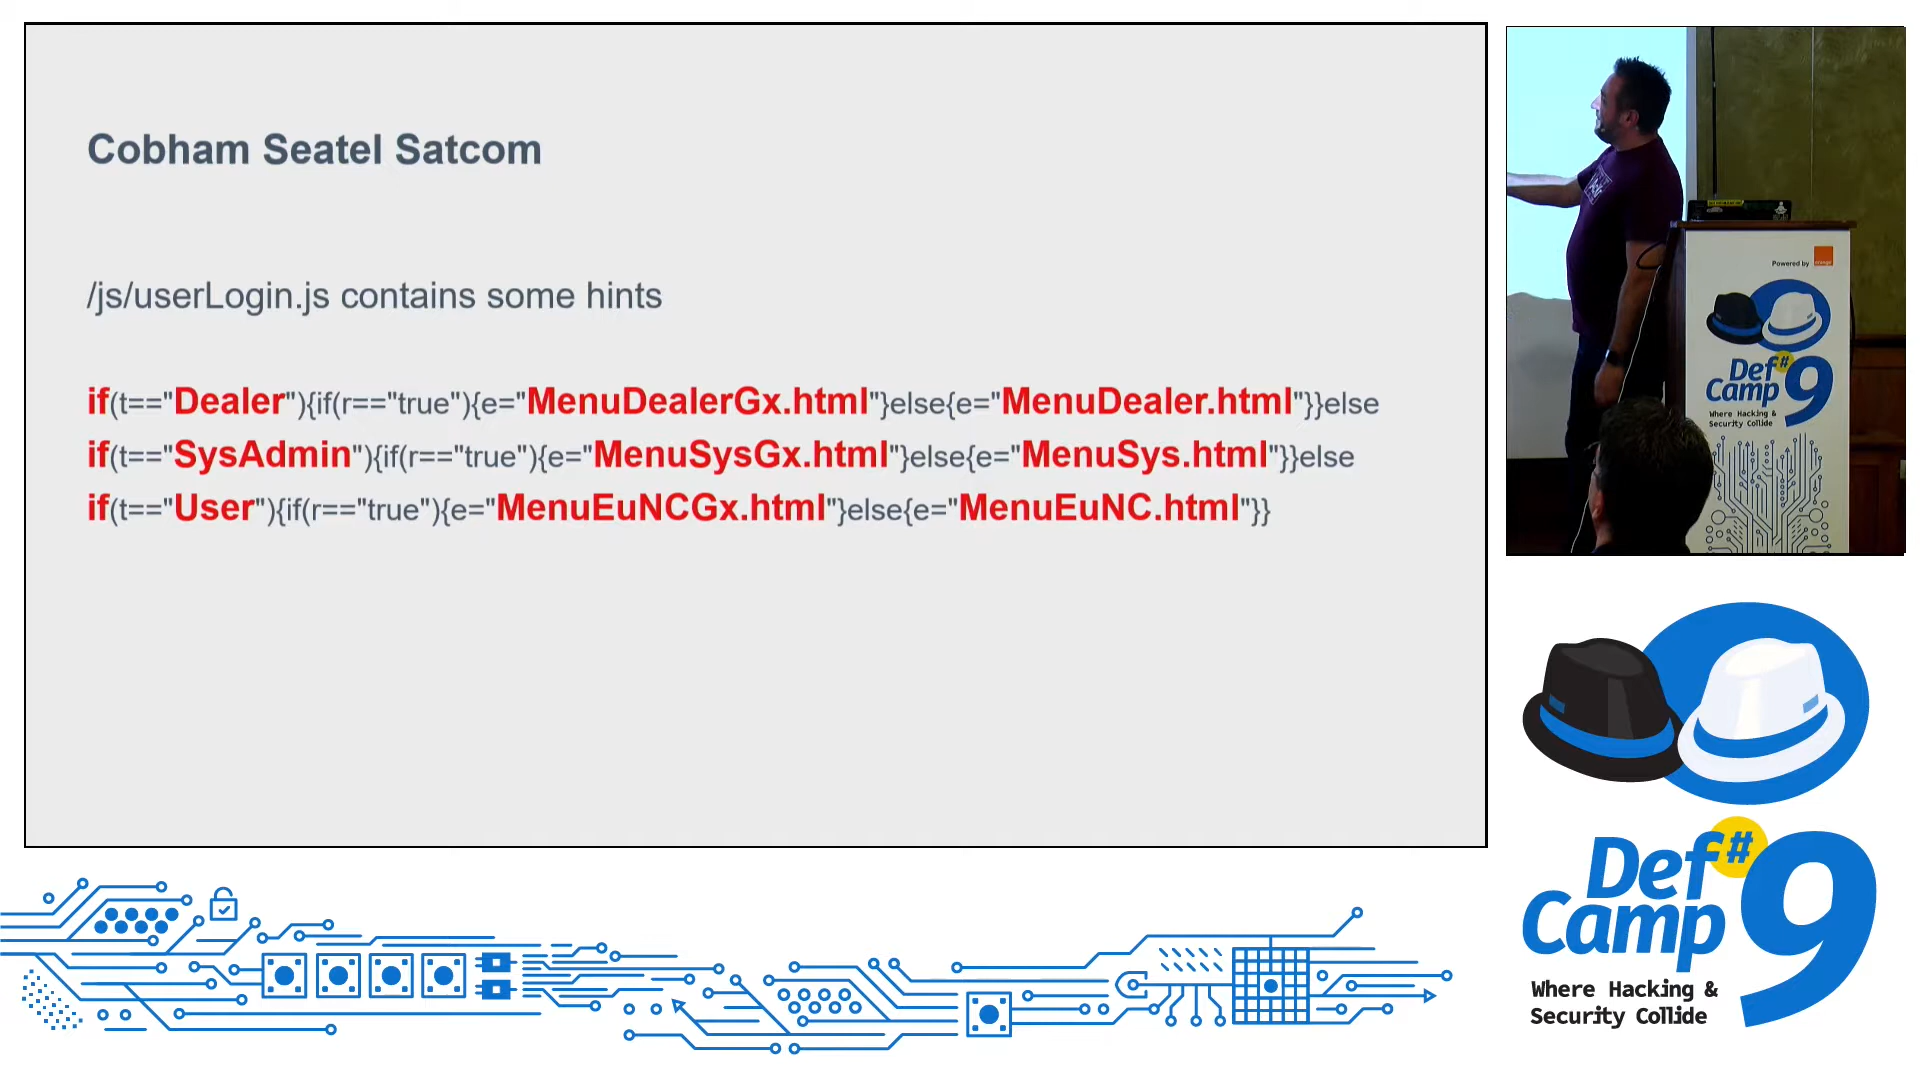 Cobham Seatel Satcom
/js/userLogin.js contains some hints
if(t=="Dealer"){if(r=="true"){e="MenuDealerGx.html"}else{e="MenuDealer.html"}}else
if(t=="SysAdmin"){if(r=="true"){e="MenuSysGx.html"}else{e="MenuSys.html"}}else
if(t=="User"){if(r=="true"){e="MenuEuNCGx.html"}else{e="MenuEuNC.html"}}
Powered by
orange
Def#
Camp 9
Where Hacking &
Security Collide
Def#
Camp 9
Where Hacking &
Security Collide